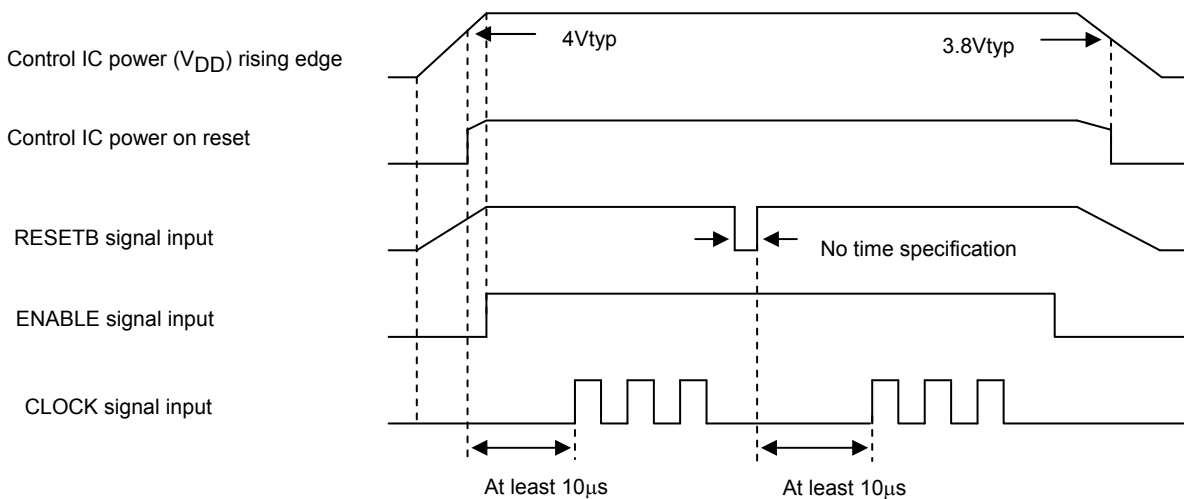 4Vtyp
3.8Vtyp
Control IC power (VDD) rising edge
Control IC power on reset
RESETB signal input
No time specification
ENABLE signal input
CLOCK signal input
At least 10μs
At least 10μs